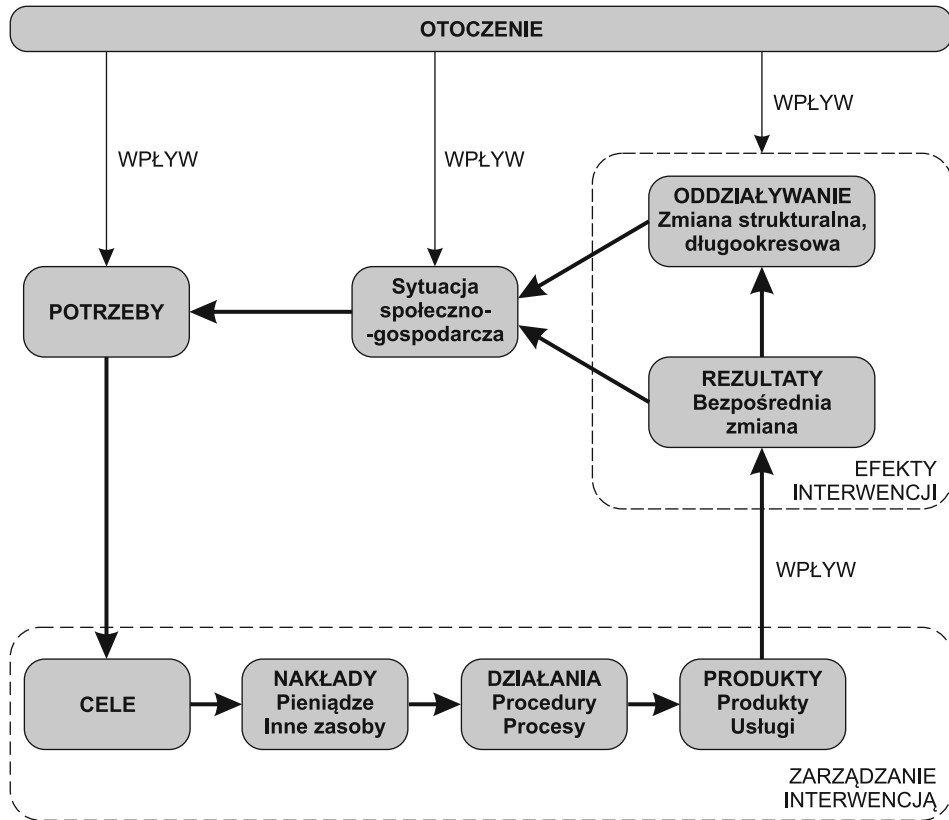 OTOCZENIE
WPŁYW
WPŁYW
WPŁYW
ODDZIAŁYWANIE
Zmiana strukturalna,
długookresowa
POTRZEBY
Sytuacja
społeczno-
-gospodarcza
REZULTATY
Bezpośrednia
zmiana
EFEKTY
INTERWENCJI
WPŁYW
CELE
NAKŁADY
Pieniądze
Inne zasoby
DZIAŁANIA
Procedury
Procesy
PRODUKTY
Produkty
Usługi
ZARZĄDZANIE
INTERWENCJĄ